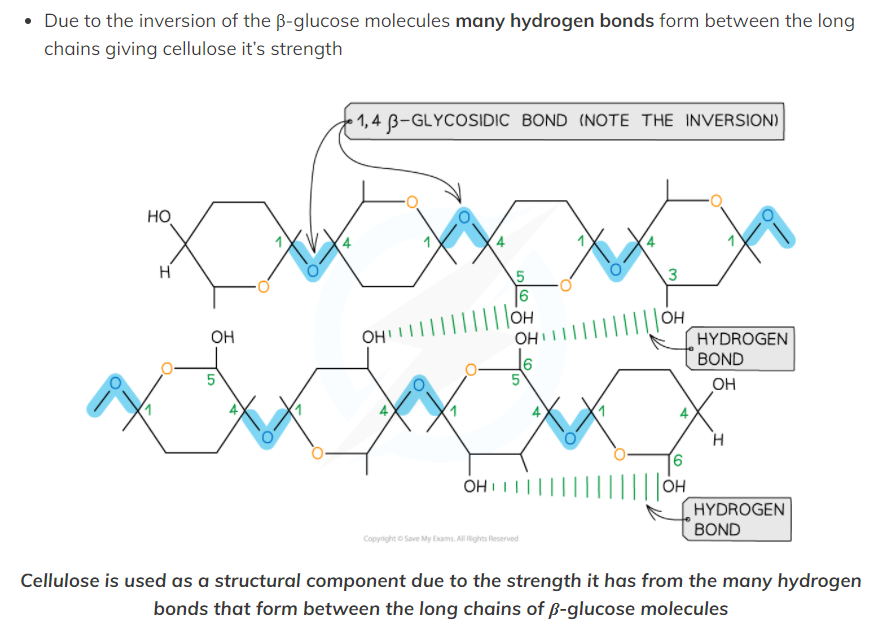 • Due to the inversion of the β-glucose molecules many hydrogen bonds form between the long
chains giving cellulose it's strength
1,4 β-GLYCOSIDIC BOND (NOTE THE INVERSION)
HO
H
O
1
O
4
O
1
O
4
5
6
O
1
O
4
3
O
1
O
OH
OH
OH
OH
OH
OH
HYDROGEN
BOND
O
1
O
5
4
O
1
O
4
O
1
O
6
5
4
O
1
O
4
6
OH
H
OH
OH
HYDROGEN
BOND
Copyright © Save My Exams. All Rights Reserved
Cellulose is used as a structural component due to the strength it has from the many hydrogen
bonds that form between the long chains of β-glucose molecules